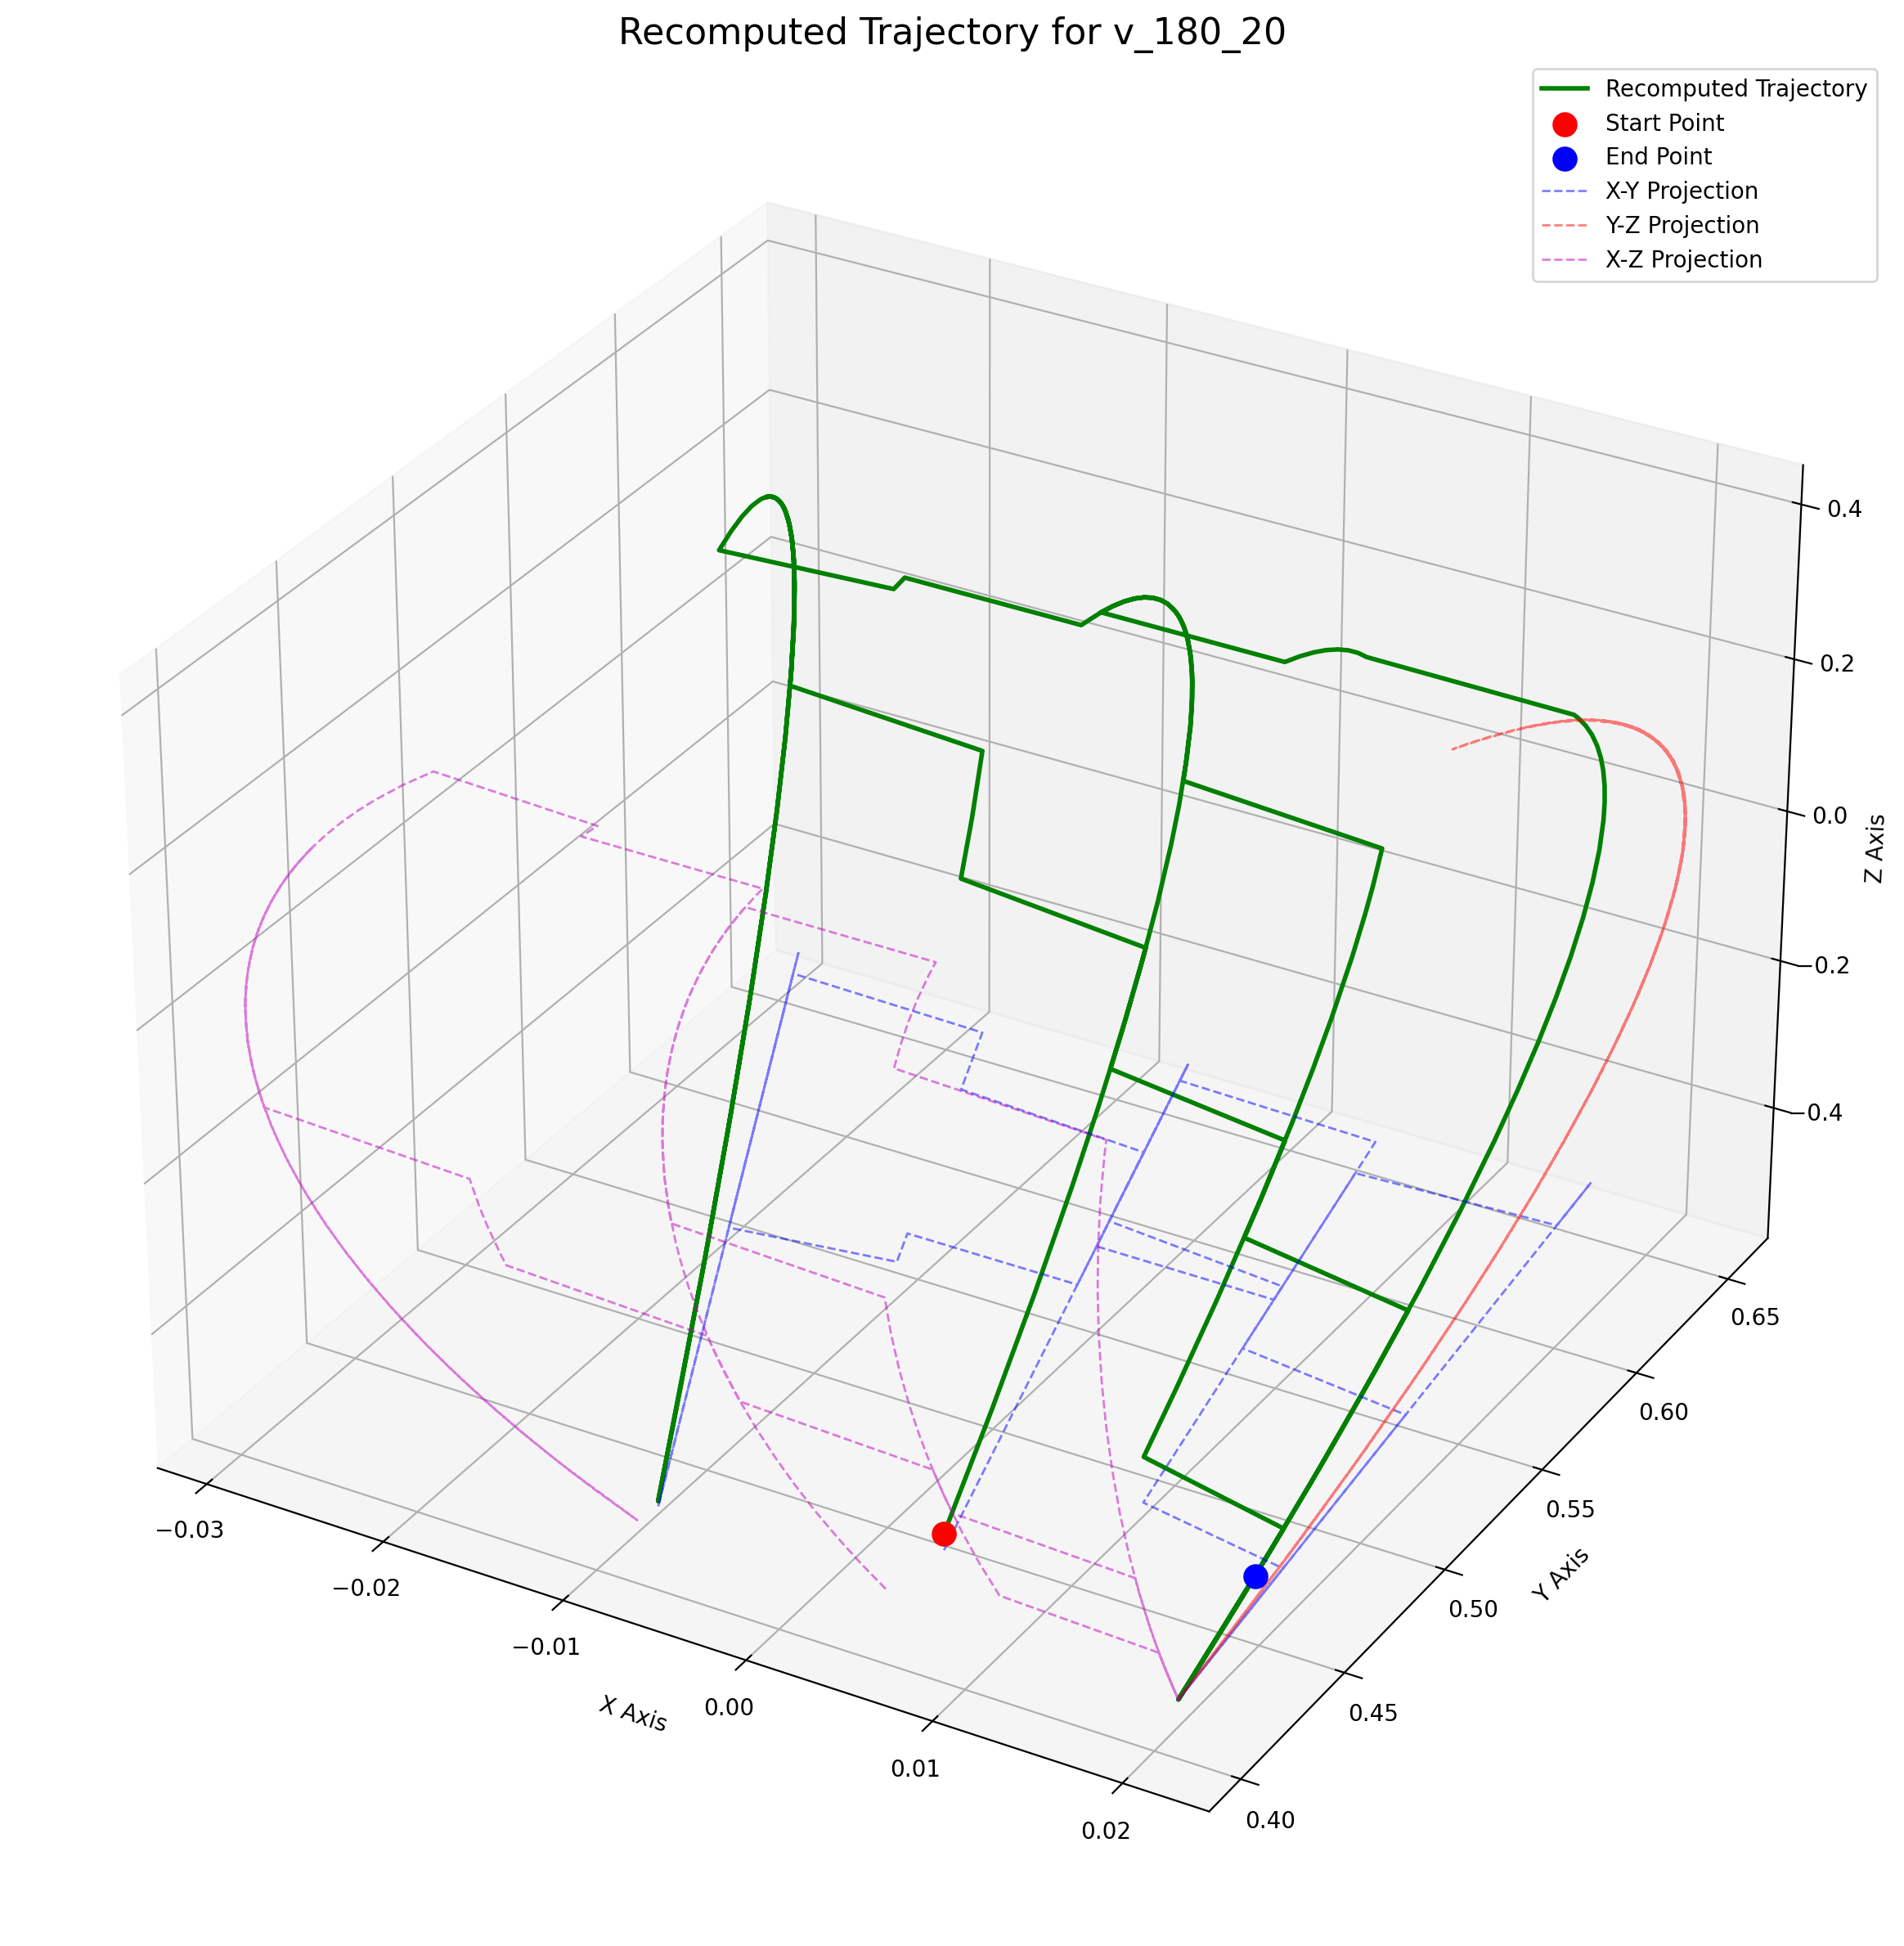 Recomputed Trajectory for v_180_20
Recomputed Trajectory
Start Point
End Point
X-Y Projection
Y-Z Projection
X-Z Projection
0.4
0.2
0.0
−0.2
−0.4
Z Axis
0.65
0.60
0.55
0.50
0.45
0.40
Y Axis
−0.03
−0.02
−0.01
0.00
0.01
0.02
X Axis